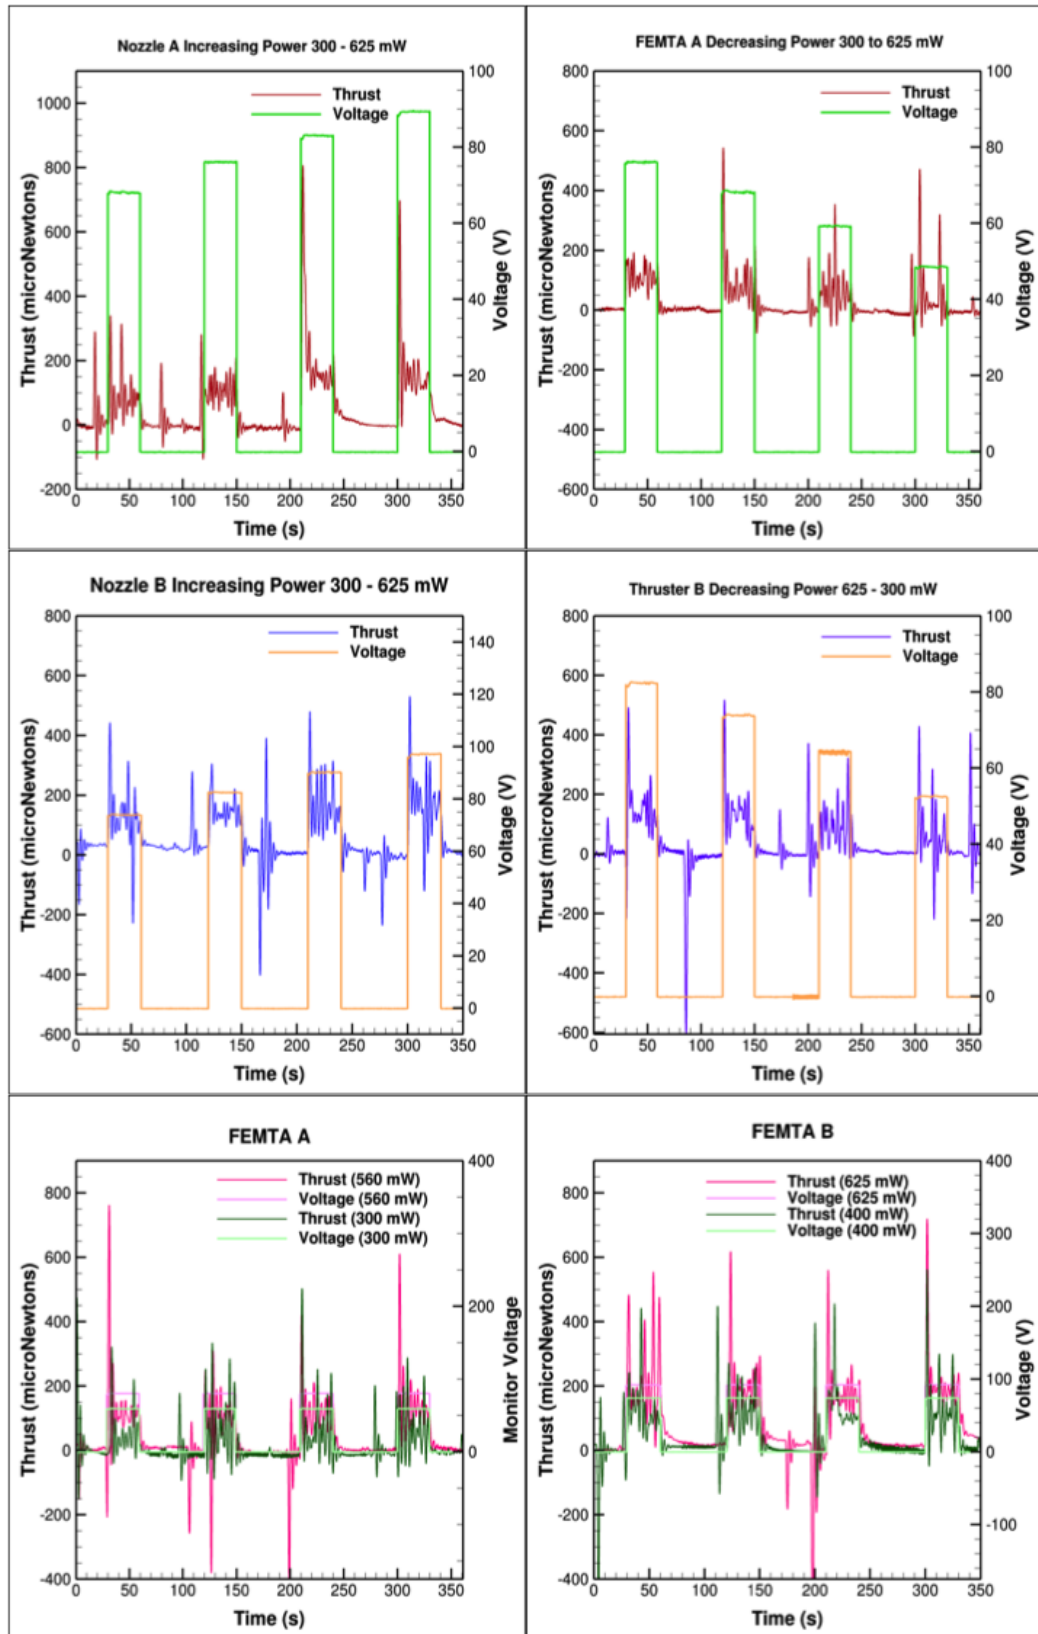 Nozzle A Increasing Power 300 - 625 mW
Thrust
Voltage
Thrust (microNewtons)
1000
800
600
400
200
0
-200
100
80
60
40
20
0
Voltage (V)
0 50 100 150 200 250 300 350
Time (s)
FEMTA A Decreasing Power 300 to 625 mW
Thrust
Voltage
Thrust (microNewtons)
800
600
400
200
0
-200
-400
-600
100
80
60
40
20
0
Voltage (V)
0 50 100 150 200 250 300 350
Time (s)
Nozzle B Increasing Power 300 - 625 mW
Thrust
Voltage
Thrust (microNewtons)
800
600
400
200
0
-200
-400
-600
140
120
100
80
60
40
20
0
Voltage (V)
0 50 100 150 200 250 300 350
Time (s)
Thruster B Decreasing Power 625 - 300 mW
Thrust
Voltage
Thrust (microNewtons)
800
600
400
200
0
-200
-400
-600
100
80
60
40
20
0
Voltage (V)
0 50 100 150 200 250 300 350
Time (s)
FEMTA A
Thrust (560 mW)
Voltage (560 mW)
Thrust (300 mW)
Voltage (300 mW)
Thrust (microNewtons)
800
600
400
200
0
-200
-400
400
200
0
Monitor Voltage
0 50 100 150 200 250 300 350
Time (s)
FEMTA B
Thrust (625 mW)
Voltage (625 mW)
Thrust (400 mW)
Voltage (400 mW)
Thrust (microNewtons)
800
600
400
200
0
-200
-400
400
300
200
100
0
-100
Voltage (V)
0 50 100 150 200 250 300 350
Time (s)